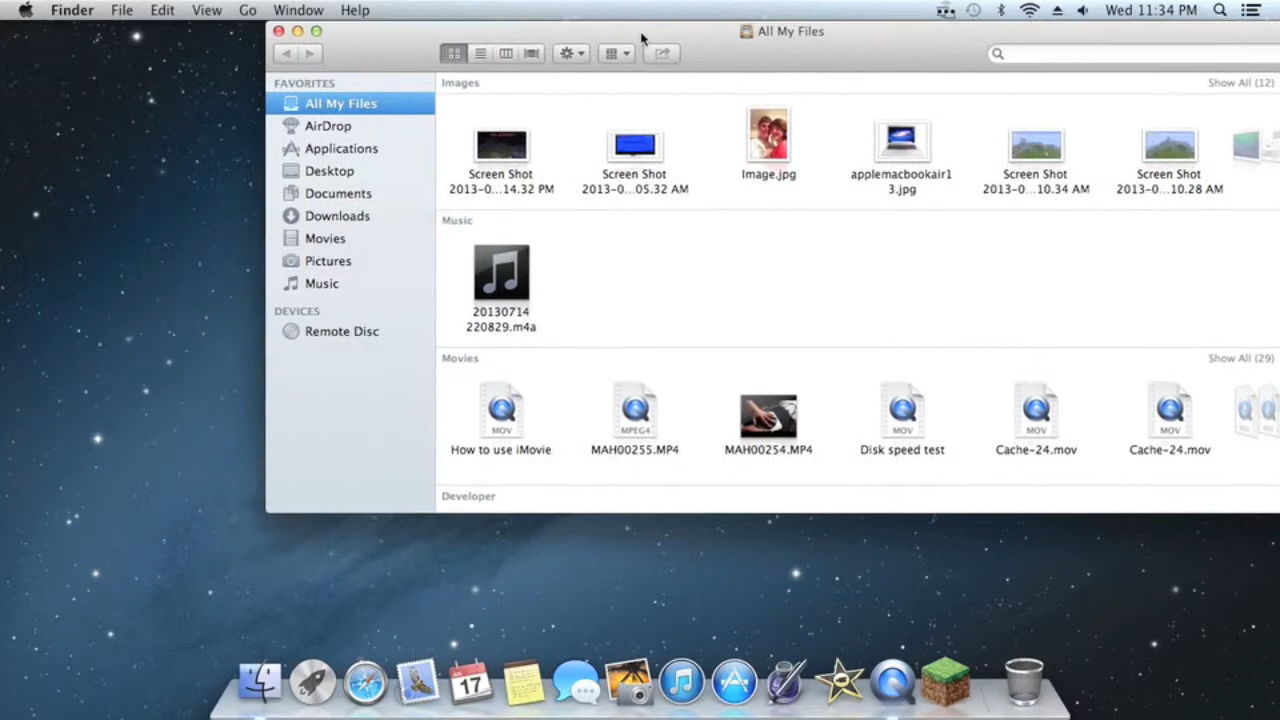 Finder File Edit View Go Window Help Wed 11:34 PM
All My Files
FAVORITES
All My Files
AirDrop
Applications
Desktop
Documents
Downloads
Movies
Pictures
Music
DEVICES
Remote Disc
Images Show All (12)
Screen Shot
2013-0...14.32 PM
Screen Shot
2013-0...05.32 AM
Image.jpg
applemacbookair1
3.jpg
Screen Shot
2013-0...10.34 AM
Screen Shot
2013-0...10.28 AM
Music
20130714
220829.m4a
Movies Show All (29)
MOV
How to use iMovie
MPEG4
MAH00255.MP4
MAH00254.MP4
MOV
Disk speed test
MOV
Cache-24.mov
MOV
Cache-24.mov
Developer
17